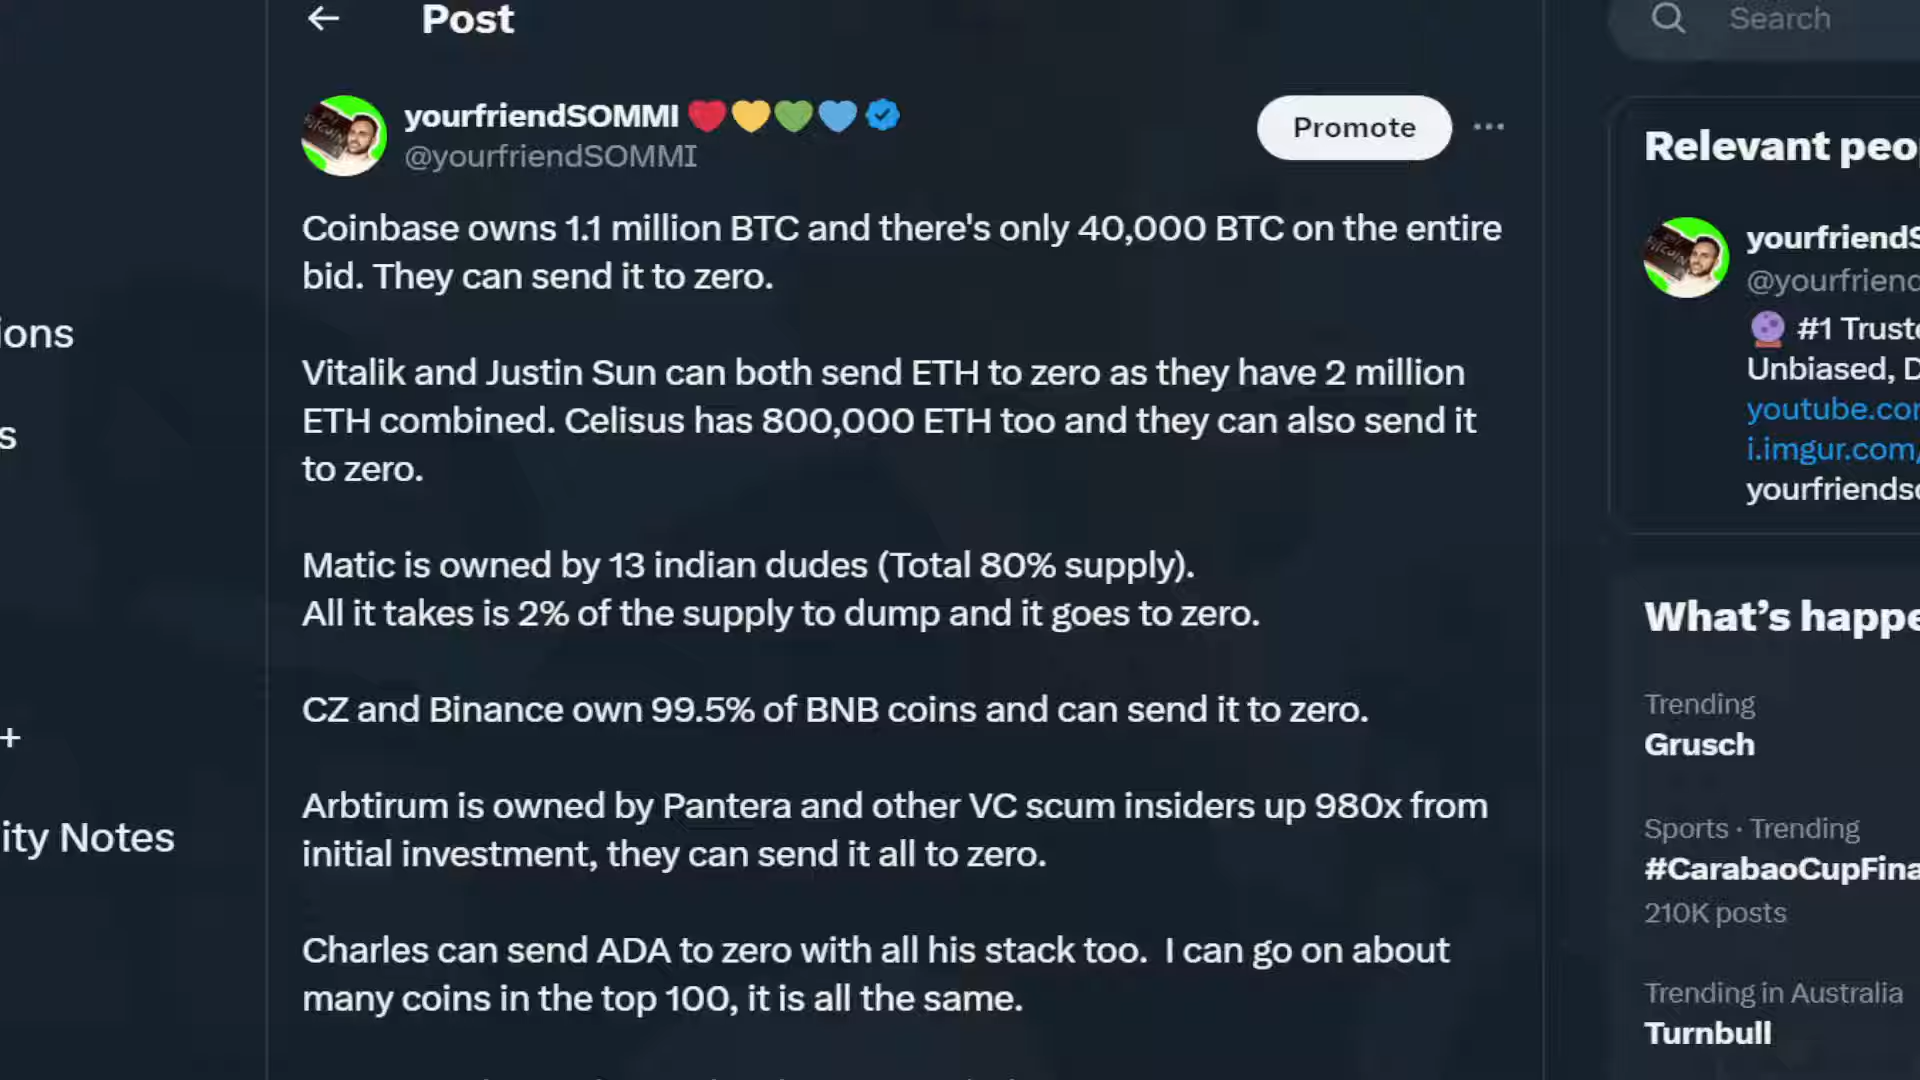 Post
Search
yourfriendSOMMI
@yourfriendSOMMI
Promote
Coinbase owns 1.1 million BTC and there's only 40,000 BTC on the entire
bid. They can send it to zero.
Vitalik and Justin Sun can both send ETH to zero as they have 2 million
ETH combined. Celisus has 800,000 ETH too and they can also send it
to zero.
Matic is owned by 13 indian dudes (Total 80% supply).
All it takes is 2% of the supply to dump and it goes to zero.
CZ and Binance own 99.5% of BNB coins and can send it to zero.
Arbtirum is owned by Pantera and other VC scum insiders up 980x from
initial investment, they can send it all to zero.
Charles can send ADA to zero with all his stack too.  I can go on about
many coins in the top 100, it is all the same.
ions
s
+
ity Notes
Relevant peo
yourfriendS
@yourfriend
#1 Truste
Unbiased, D
youtube.cor
i.imgur.com/
yourfriendso
What's happe
Trending
Grusch
Sports · Trending
#CarabaoCupFina
210K posts
Trending in Australia
Turnbull